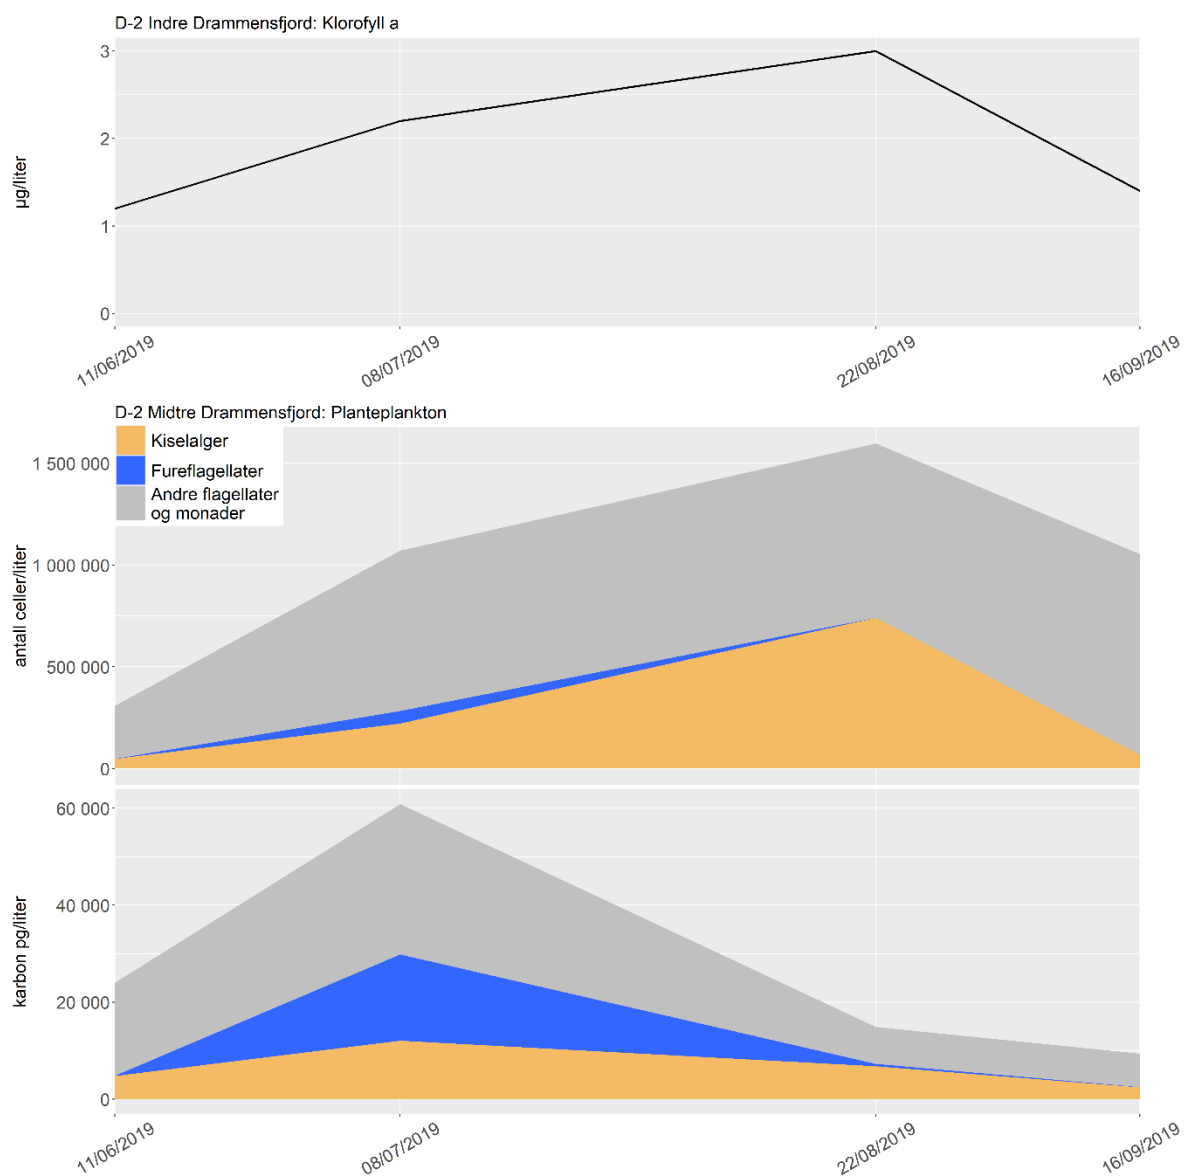 D-2 Indre Drammensfjord: Klorofyll a
3
2
1
0
µg/liter
11/06/2019
08/07/2019
22/08/2019
16/09/2019
D-2 Midtre Drammensfjord: Planteplankton
Kiselalger
Fureflagellater
Andre flagellater
og monader
1 500 000
1 000 000
500 000
0
antall celler/liter
60 000
40 000
20 000
0
karbon pg/liter
11/06/2019
08/07/2019
22/08/2019
16/09/2019